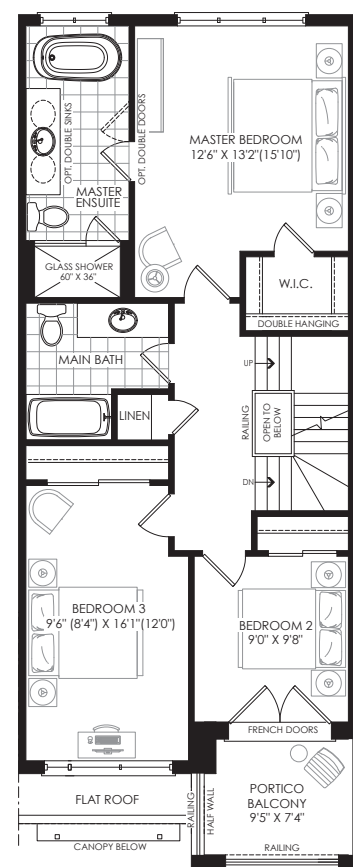 OPT. DOUBLE SINKS
OPT. DOUBLE DOORS
MASTER BEDROOM
12'6" X 13'2"(15'10")
MASTER
ENSUITE
GLASS SHOWER
60" X 36"
W.I.C.
DOUBLE HANGING
MAIN BATH
UP
LINEN
RAILING
OPEN TO
BELOW
DN
BEDROOM 3
9'6" (8'4") X 16'1"(12'0")
BEDROOM 2
9'0" X 9'8"
FRENCH DOORS
FLAT ROOF
RAILING
HALF WALL
PORTICO
BALCONY
9'5" X 7'4"
CANOPY BELOW
RAILING